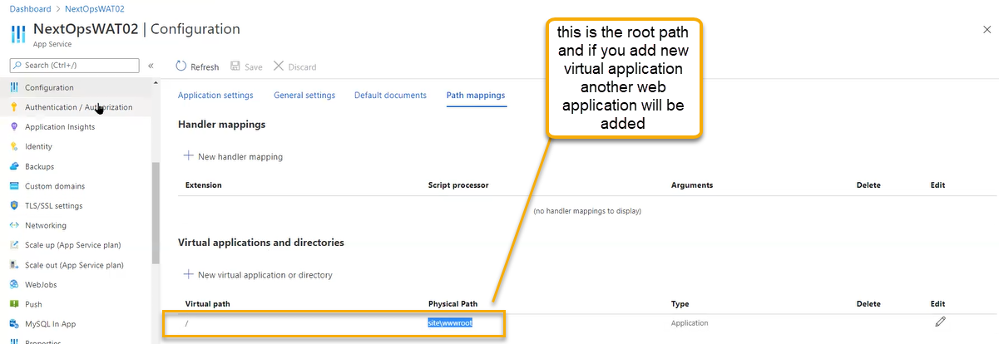 Dashboard > NextOpsWAT02
NextOpsWAT02 | Configuration
App Service
Search (Ctrl+/)
«
Refresh
Save
Discard
Configuration
Authentication / Authorization
Application Insights
Identity
Backups
Custom domains
TLS/SSL settings
Networking
Scale up (App Service plan)
Scale out (App Service plan)
WebJobs
Push
MySQL In App
Properties
Application settings General settings Default documents Path mappings
Handler mappings
New handler mapping
Extension Script processor Arguments Delete Edit
(no handler mappings to display)
Virtual applications and directories
New virtual application or directory
Virtual path Physical Path Type Delete Edit
/ site\wwwroot Application
this is the root path
and if you add new
virtual application
another web
application will be
added